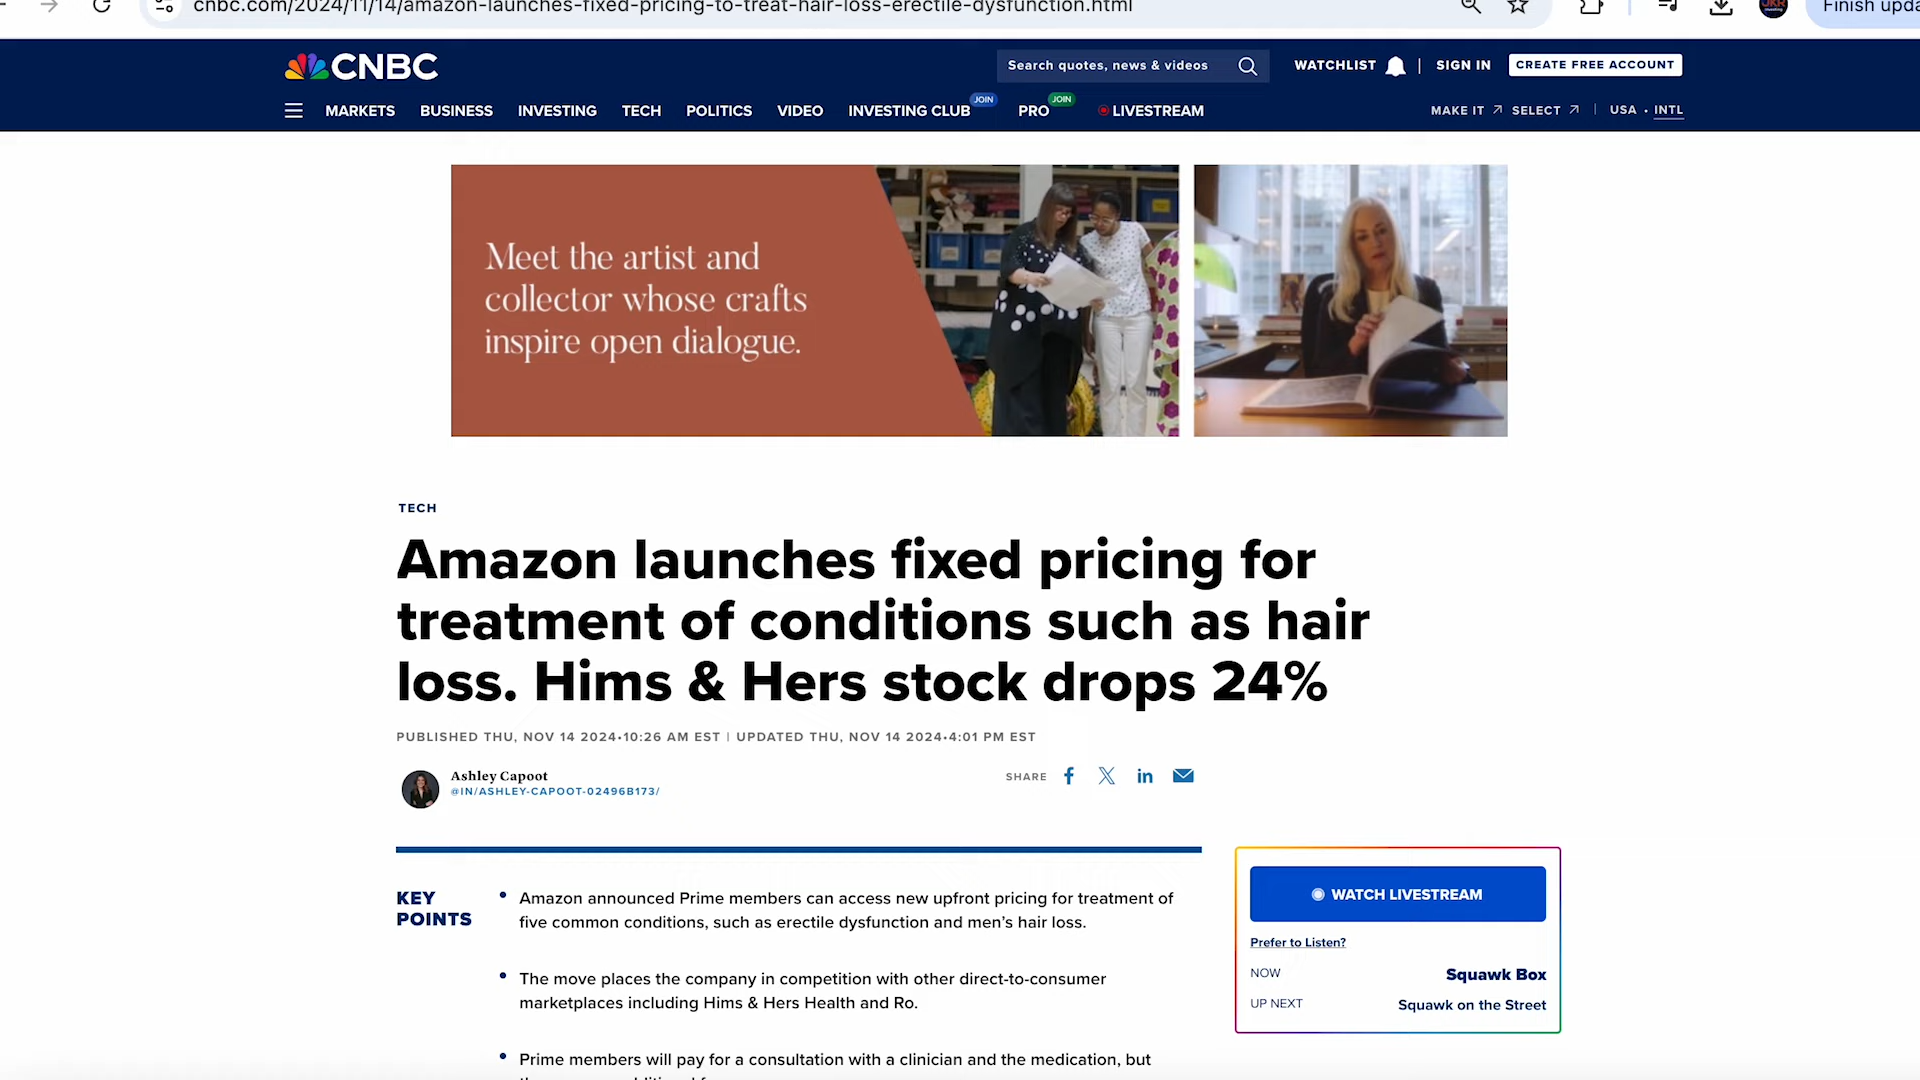 cnbc.com/2024/11/14/amazon-launches-fixed-pricing-to-treat-hair-loss-erectile-dysfunction.html
CNBC
Search quotes, news & videos
WATCHLIST | SIGN IN
CREATE FREE ACCOUNT
MARKETS BUSINESS INVESTING TECH POLITICS VIDEO INVESTING CLUB JOIN PRO JOIN LIVESTREAM
MAKE IT SELECT | USA • INTL
Meet the artist and
collector whose crafts
inspire open dialogue.
TECH
Amazon launches fixed pricing for
treatment of conditions such as hair
loss. Hims & Hers stock drops 24%
PUBLISHED THU, NOV 14 2024•10:26 AM EST | UPDATED THU, NOV 14 2024•4:01 PM EST
Ashley Capoot
@IN/ASHLEY-CAPOOT-02496B173/
SHARE
KEY
POINTS
• Amazon announced Prime members can access new upfront pricing for treatment of
five common conditions, such as erectile dysfunction and men’s hair loss.
• The move places the company in competition with other direct-to-consumer
marketplaces including Hims & Hers Health and Ro.
• Prime members will pay for a consultation with a clinician and the medication, but
WATCH LIVESTREAM
Prefer to Listen?
NOW Squawk Box
UP NEXT Squawk on the Street